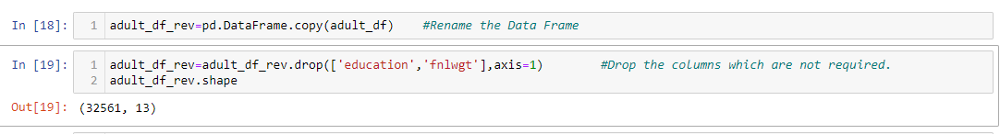 In [18]: 1 adult_df_rev=pd.DataFrame.copy(adult_df) #Rename the Data Frame
In [19]: 1 adult_df_rev=adult_df_rev.drop(['education','fnlwgt'],axis=1) #Drop the columns which are not required.
2 adult_df_rev.shape
Out[19]: (32561, 13)